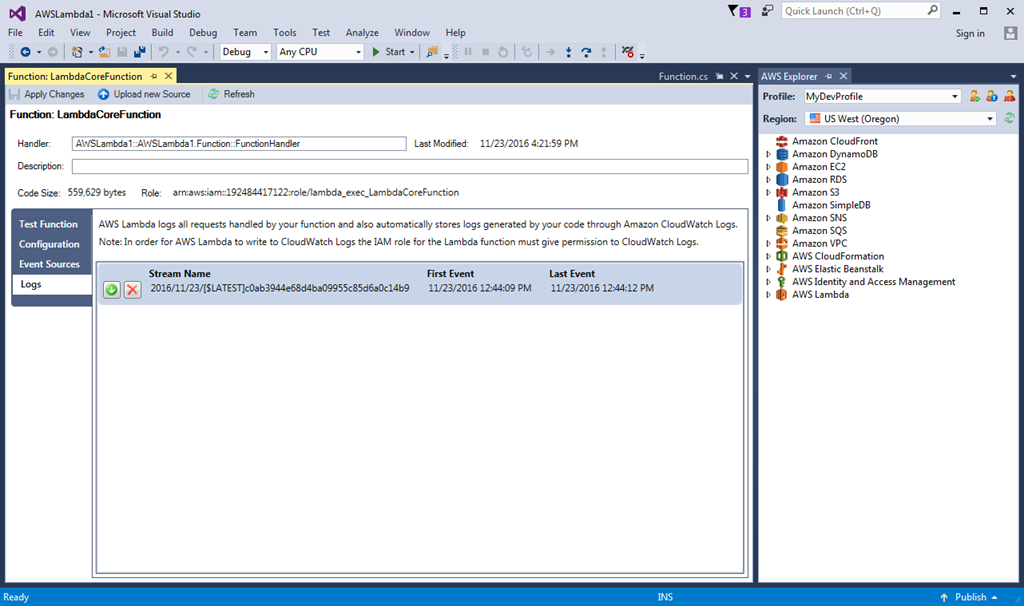 AWSLambda1 - Microsoft Visual Studio
3
Quick Launch (Ctrl+Q)
File Edit View Project Build Debug Team Tools Test Analyze Window Help
Sign in
Debug Any CPU Start
Function: LambdaCoreFunction
Function.cs
Apply Changes Upload new Source Refresh
Function: LambdaCoreFunction
Handler: AWSLambda1::AWSLambda1.Function::FunctionHandler Last Modified: 11/23/2016 4:21:59 PM
Description:
Code Size: 559,629 bytes Role: arn:aws:iam::192484417122:role/lambda_exec_LambdaCoreFunction
Test Function
Configuration
Event Sources
Logs
AWS Lambda logs all requests handled by your function and also automatically stores logs generated by your code through Amazon CloudWatch Logs.
Note: In order for AWS Lambda to write to CloudWatch Logs the IAM role for the Lambda function must give permission to CloudWatch Logs.
Stream Name First Event Last Event
2016/11/23/[$LATEST]c0ab3944e68d4ba09955c85d6a0c14b9 11/23/2016 12:44:09 PM 11/23/2016 12:44:12 PM
AWS Explorer
Profile: MyDevProfile
Region: US West (Oregon)
Amazon CloudFront
Amazon DynamoDB
Amazon EC2
Amazon RDS
Amazon S3
Amazon SimpleDB
Amazon SNS
Amazon SQS
Amazon VPC
AWS CloudFormation
AWS Elastic Beanstalk
AWS Identity and Access Management
AWS Lambda
Ready INS Publish